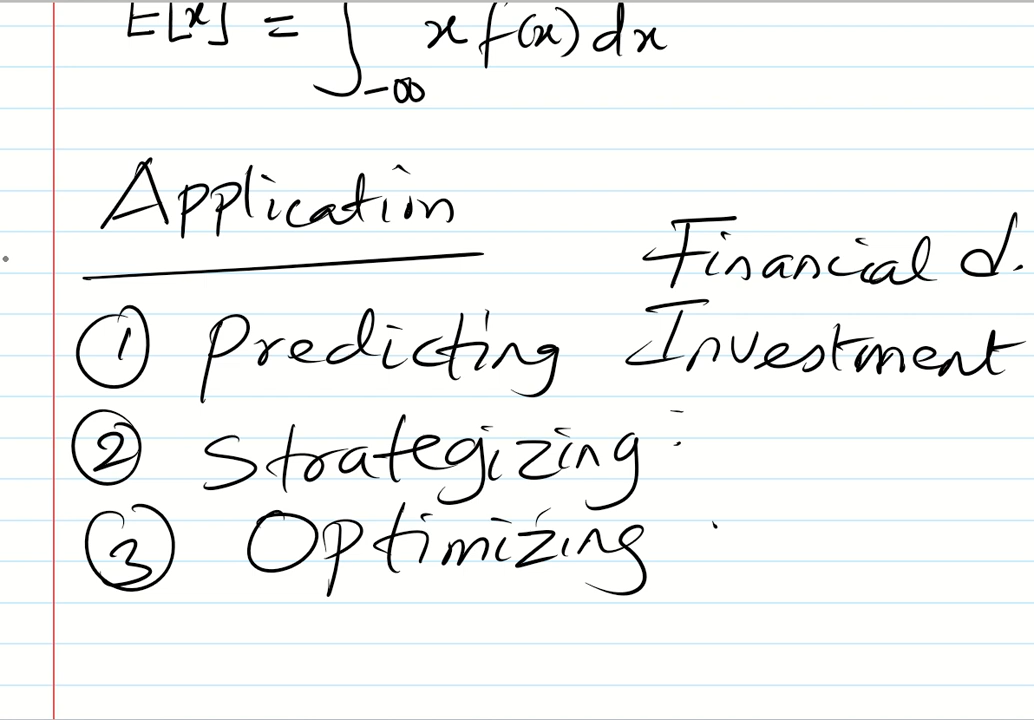 E[x] = ∫_{-∞} x f(x) dx
Application
Financial d.
① Predicting Investment
② Strategizing
③ Optimizing